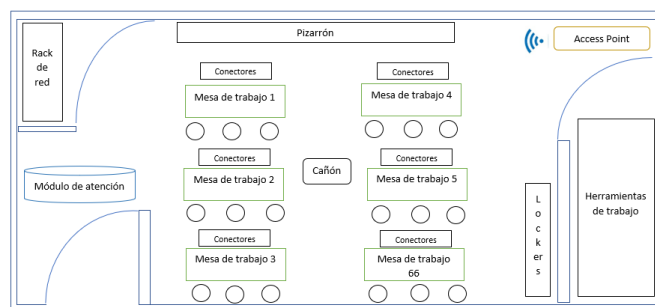 Rack
de
red
Pizarrón
Access Point
Conectores
Mesa de trabajo 1
Conectores
Mesa de trabajo 4
Conectores
Mesa de trabajo 2
Cañón
Conectores
Mesa de trabajo 5
Módulo de atención
Conectores
Mesa de trabajo 3
Conectores
Mesa de trabajo
66
L
o
c
k
e
r
s
Herramientas
de trabajo